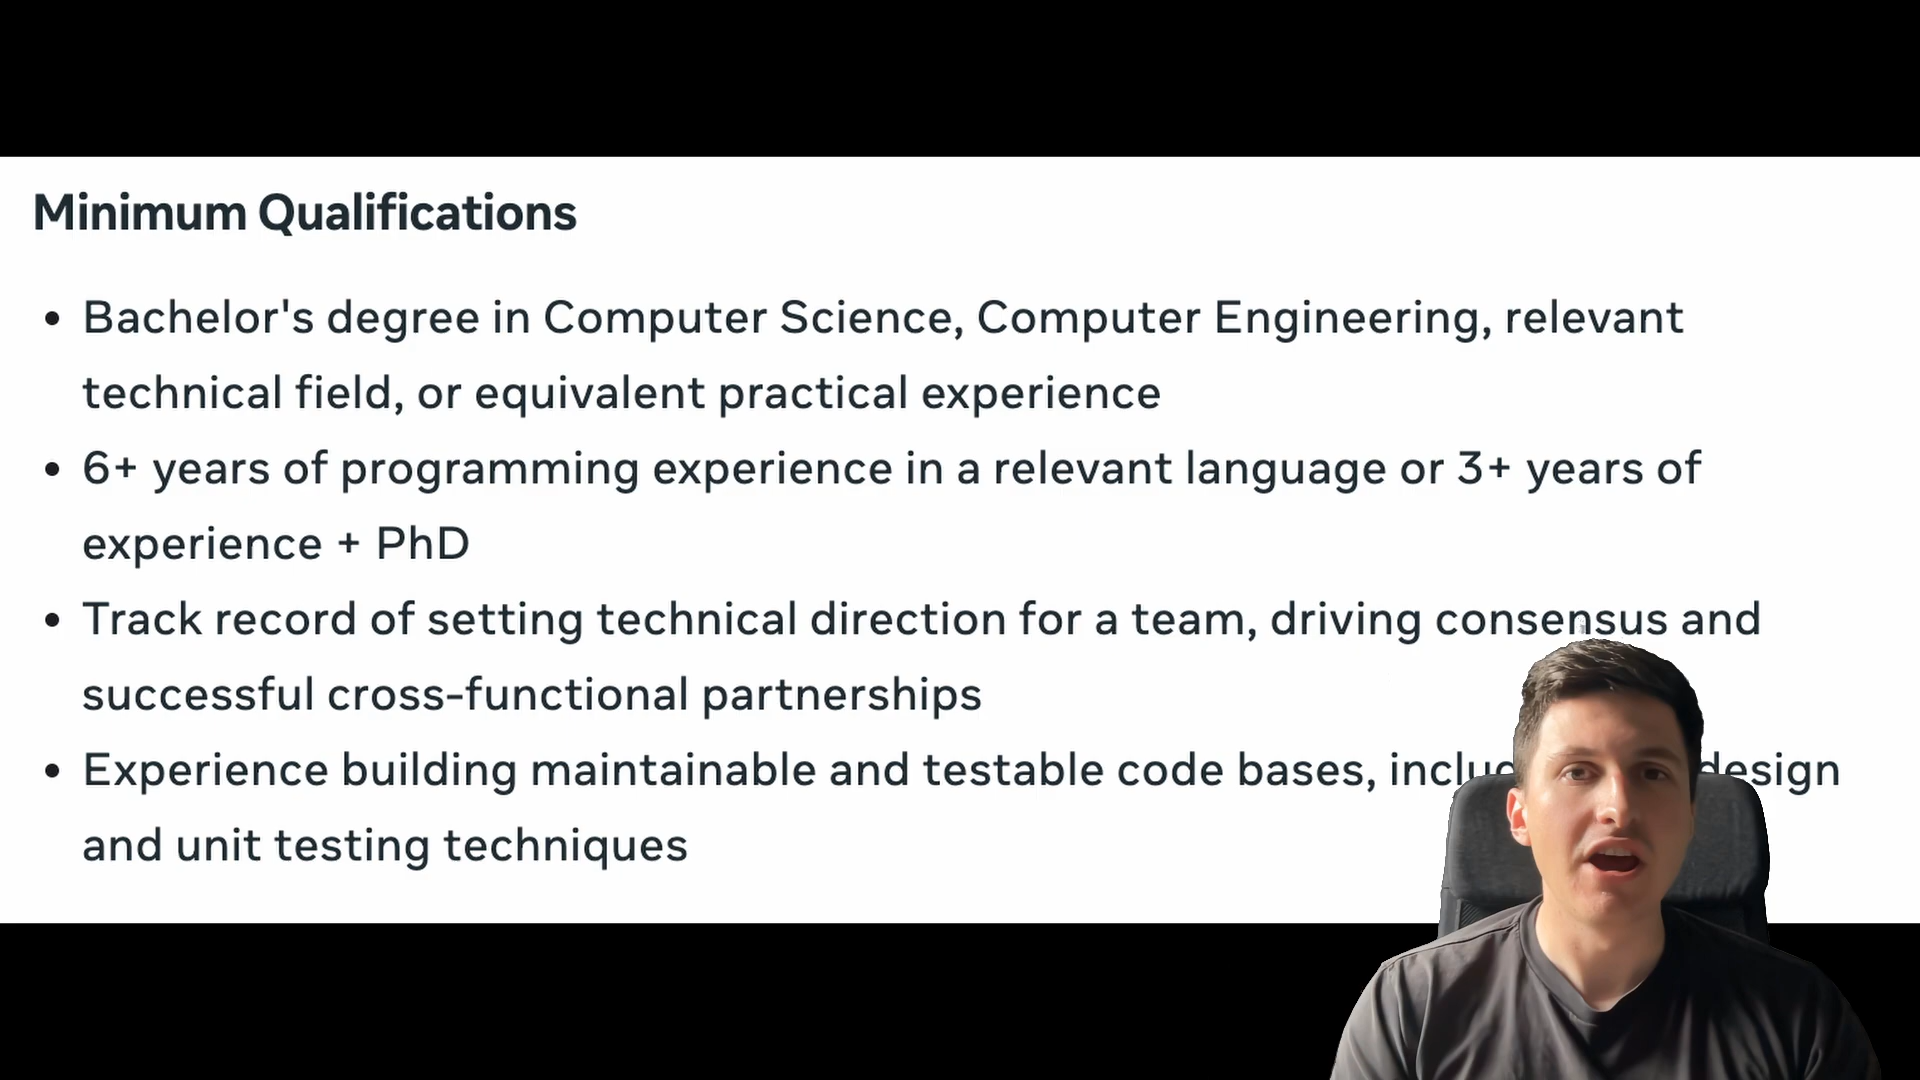 Minimum Qualifications
• Bachelor's degree in Computer Science, Computer Engineering, relevant
technical field, or equivalent practical experience
• 6+ years of programming experience in a relevant language or 3+ years of
experience + PhD
• Track record of setting technical direction for a team, driving consensus and
successful cross-functional partnerships
• Experience building maintainable and testable code bases, design
and unit testing techniques